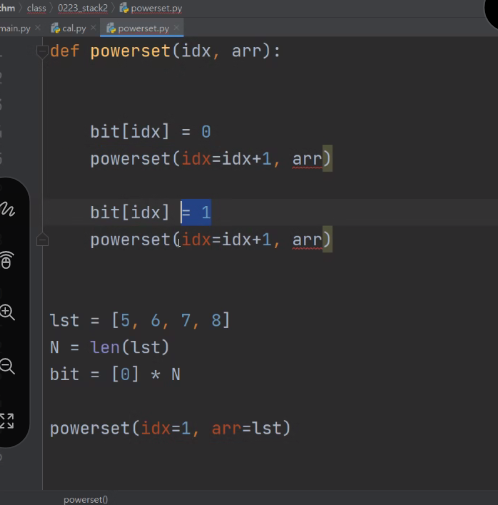 thm > class > 0223_stack2 > powerset.py
main.py × cal.py × powerset.py ×
def powerset(idx, arr):
bit[idx] = 0
powerset(idx=idx+1, arr)
bit[idx] = 1
powerset(idx=idx+1, arr)
lst = [5, 6, 7, 8]
N = len(lst)
bit = [0] * N
powerset(idx=1, arr=lst)
powerset()